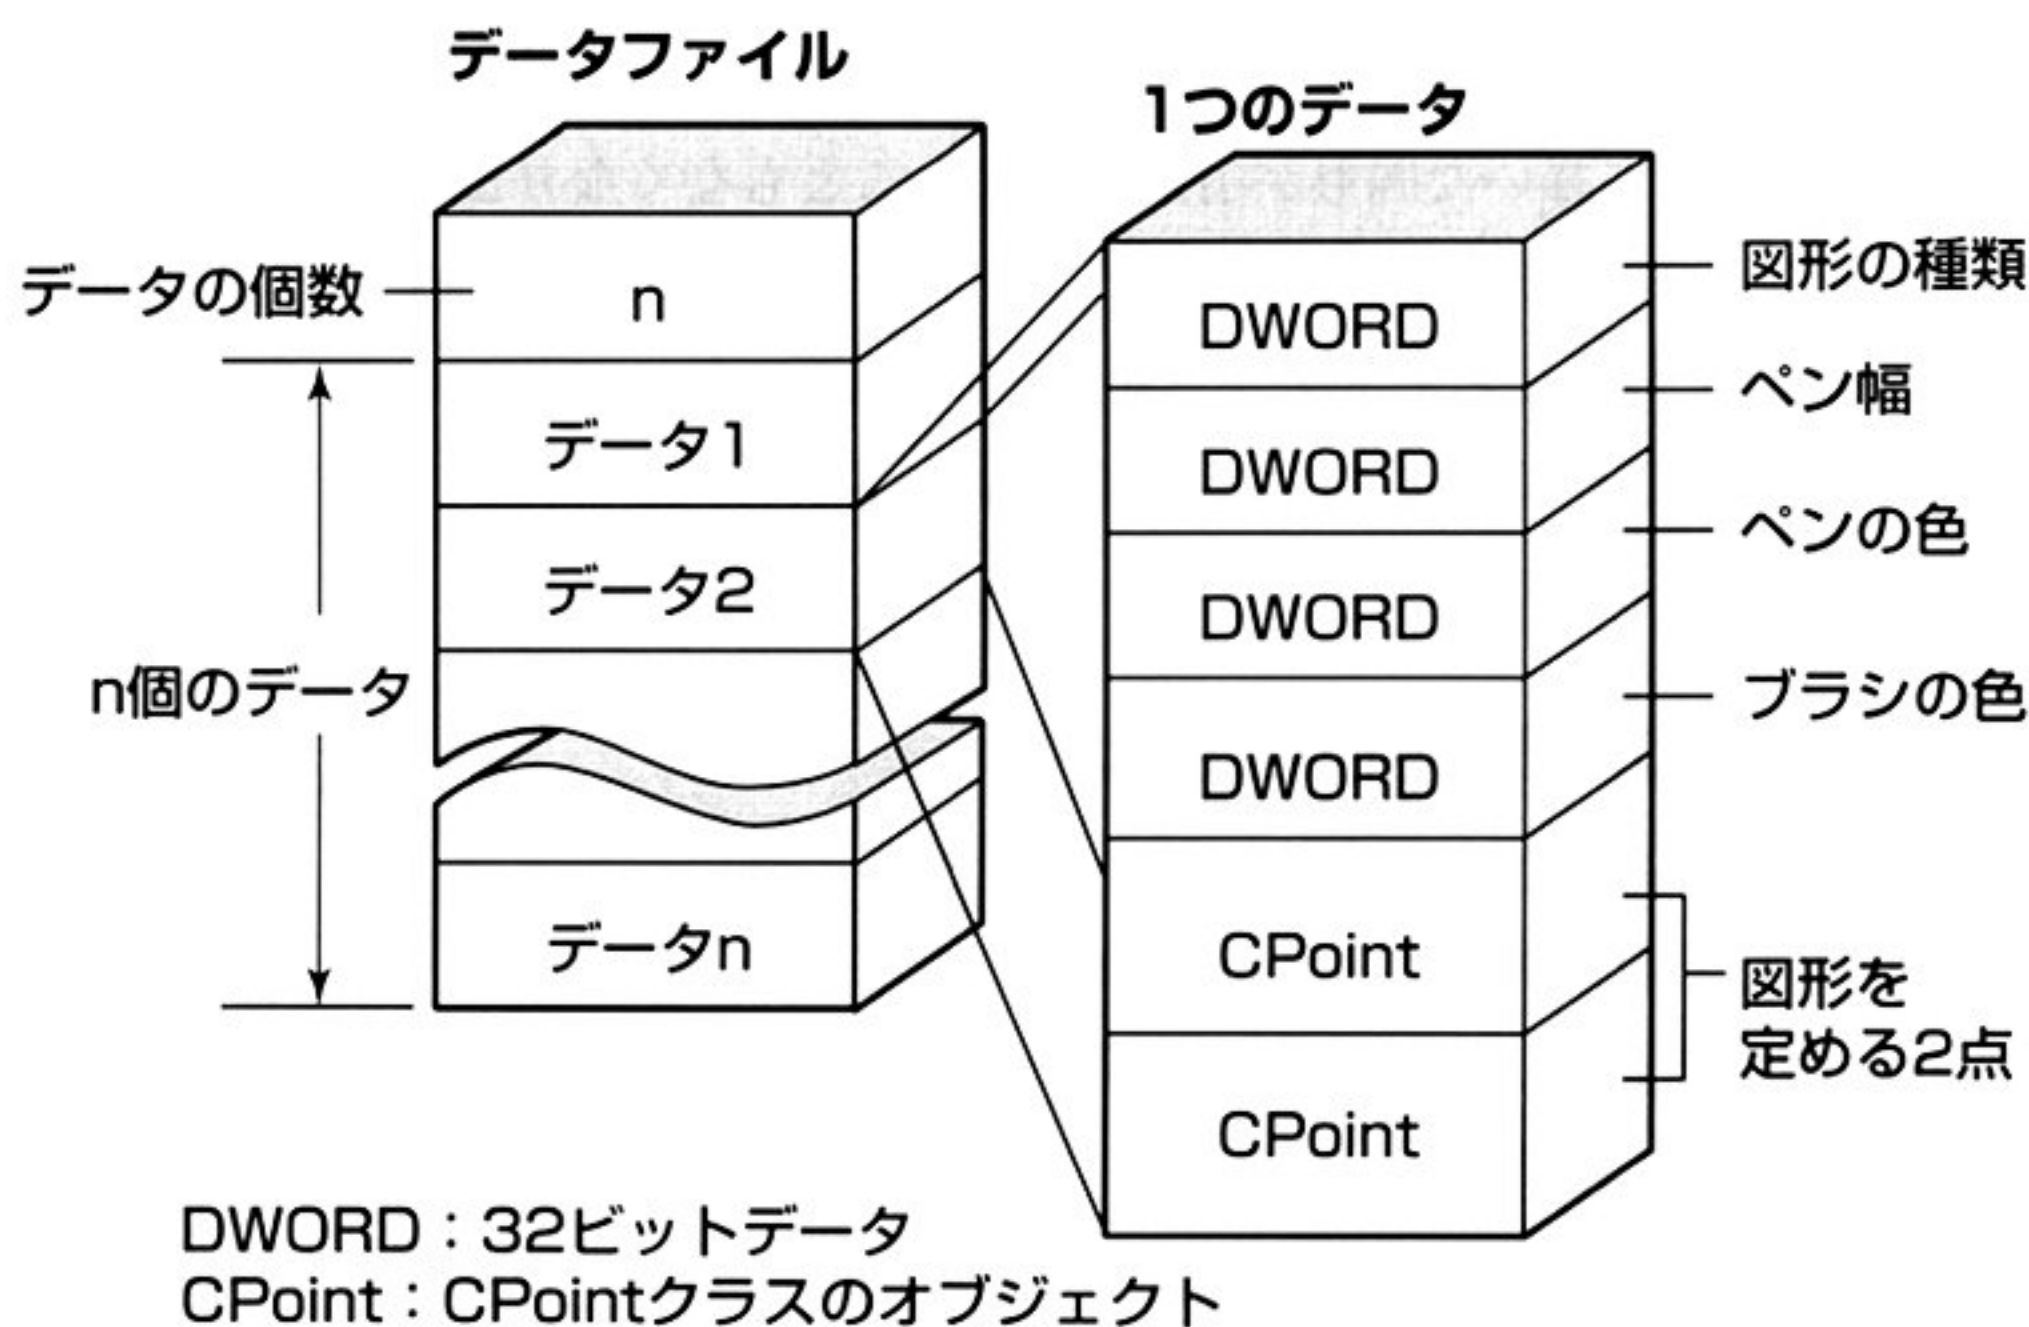 データファイル
データの個数
n
データ1
データ2
n個のデータ
データn
1つのデータ
DWORD
図形の種類
DWORD
ペン幅
DWORD
ペンの色
DWORD
ブラシの色
CPoint
CPoint
図形を
定める2点
DWORD：32ビットデータ
CPoint：CPointクラスのオブジェクト